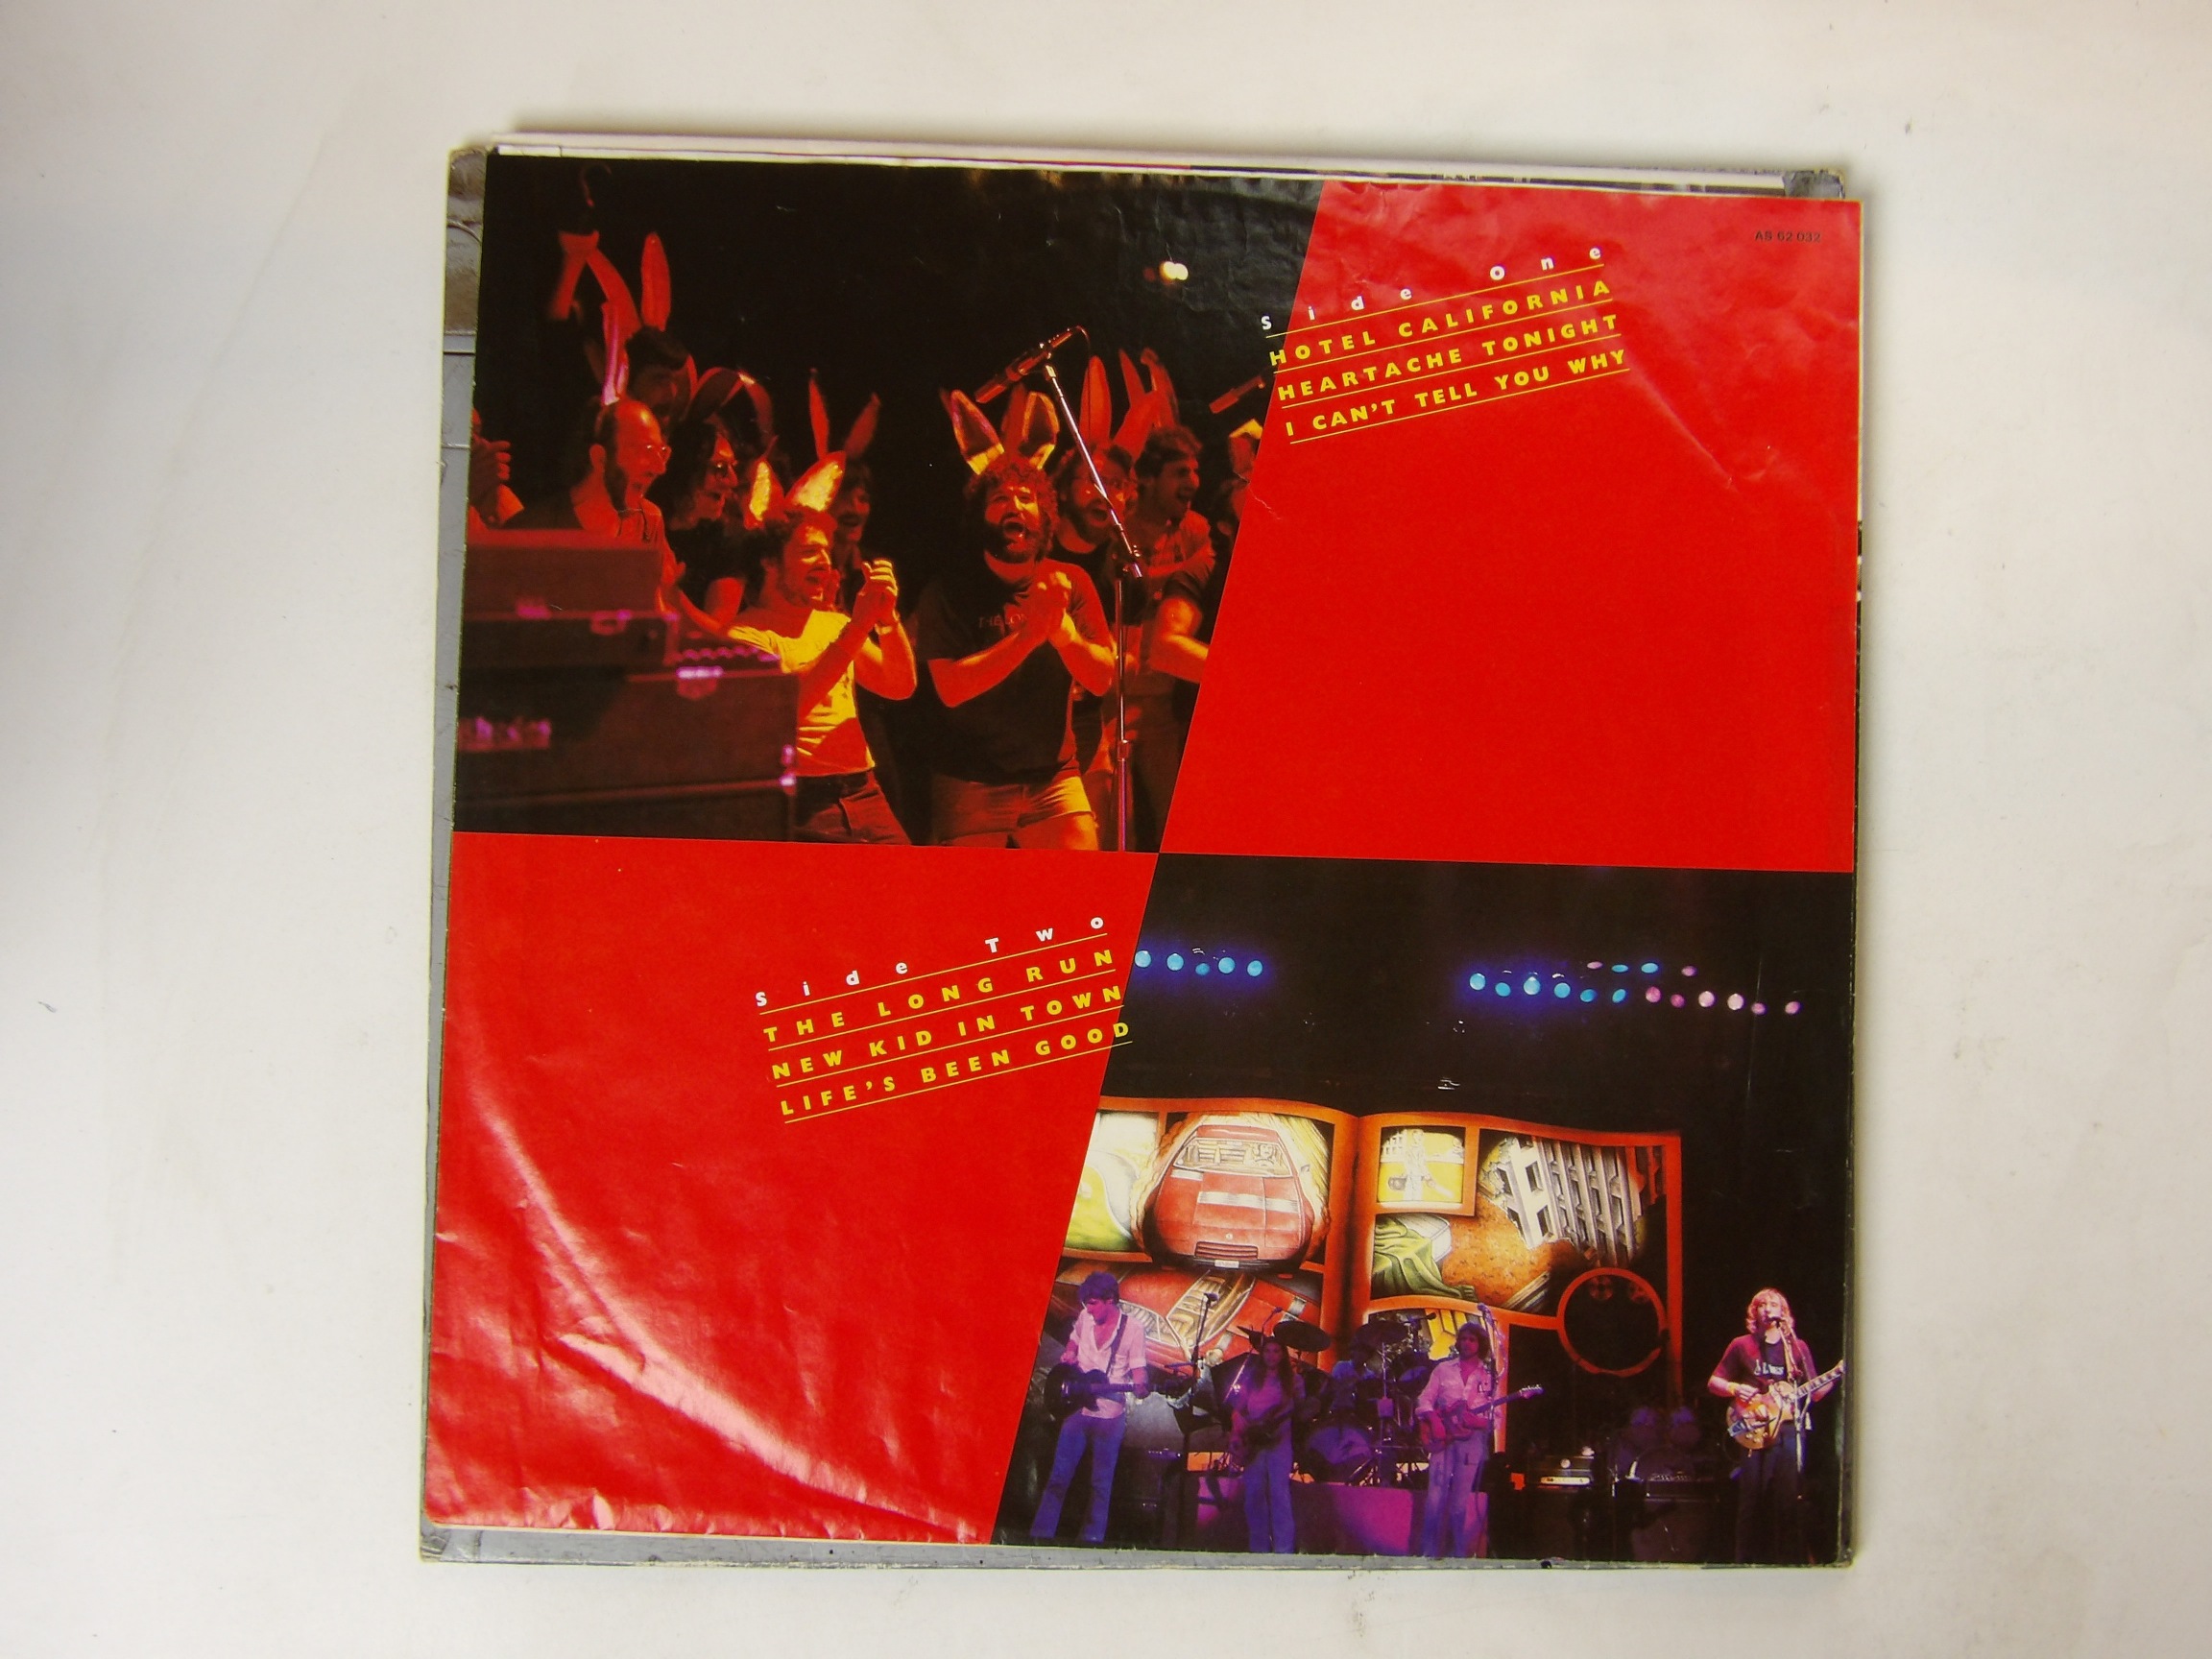 AS 62 032
Side One
HOTEL CALIFORNIA
HEARTACHE TONIGHT
I CAN'T TELL YOU WHY
Side Two
THE LONG RUN
NEW KID IN TOWN
LIFE'S BEEN GOOD